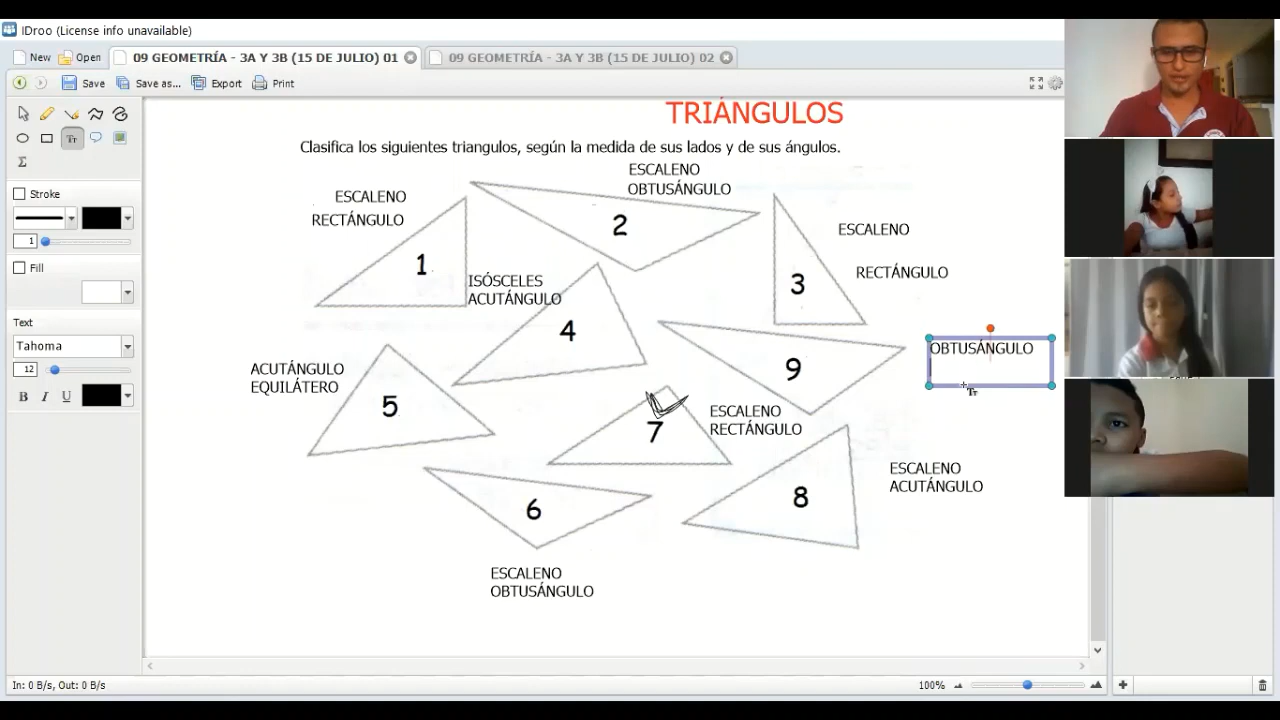 IDroo (License info unavailable)
New
Open
09 GEOMETRÍA - 3A Y 3B (15 DE JULIO) 01
09 GEOMETRÍA - 3A Y 3B (15 DE JULIO) 02
Save
Save as...
Export
Print
TRIÁNGULOS
Clasifica los siguientes triangulos, según la medida de sus lados y de sus ángulos.
Tr
Σ
Stroke
1
Fill
Text
Tahoma
12
B I U
ESCALENO
RECTÁNGULO
1
ESCALENO
OBTUSÁNGULO
2
ESCALENO
RECTÁNGULO
3
ISÓSCELES
ACUTÁNGULO
4
OBTUSÁNGULO
9
Tr
ACUTÁNGULO
EQUILÁTERO
5
ESCALENO
RECTÁNGULO
7
ESCALENO
ACUTÁNGULO
8
6
ESCALENO
OBTUSÁNGULO
In: 0 B/s, Out: 0 B/s
100%